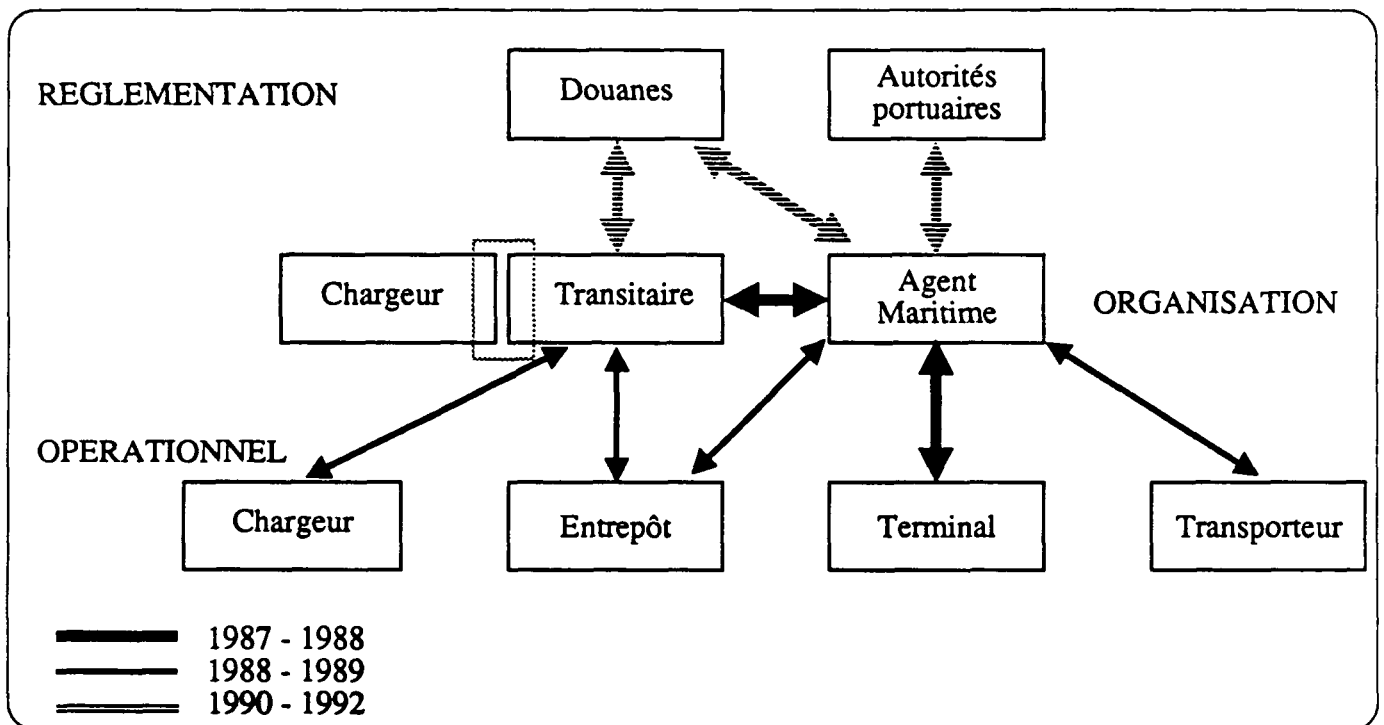 REGLEMENTATION
Douanes
Autorités
portuaires
Chargeur
Transitaire
Agent
Maritime
ORGANISATION
OPERATIONNEL
Chargeur
Entrepôt
Terminal
Transporteur
1987 - 1988
1988 - 1989
1990 - 1992